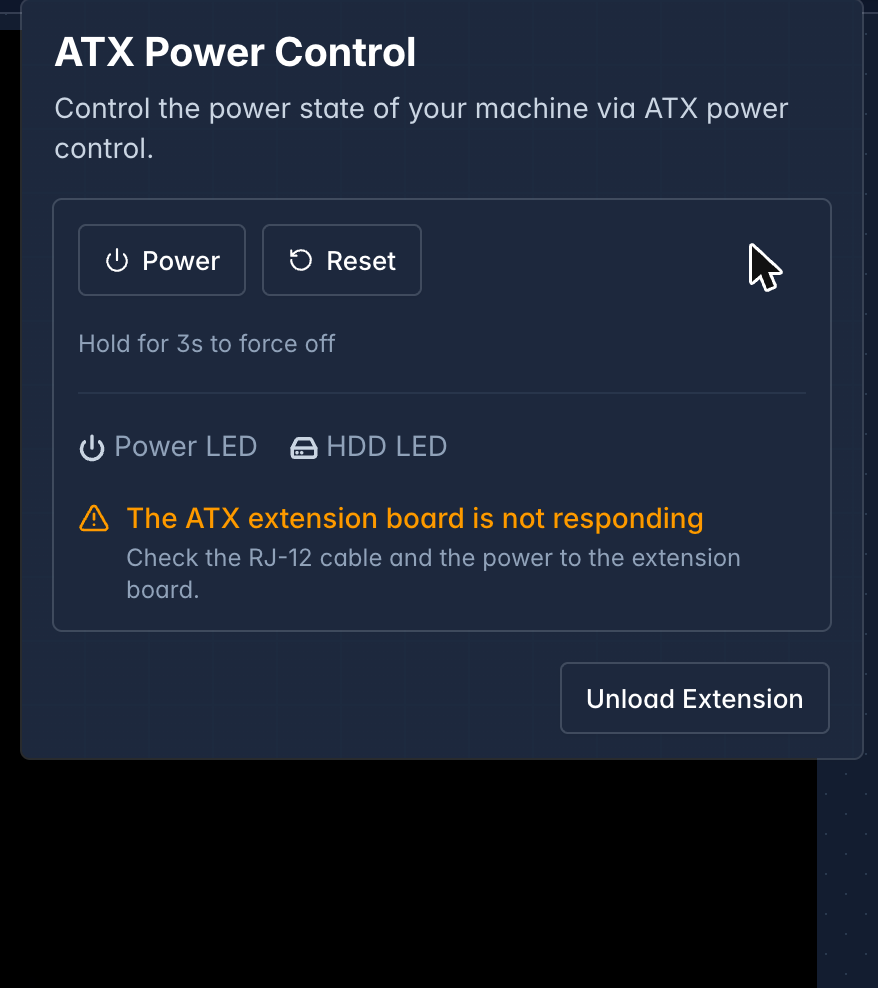 ATX Power Control
Control the power state of your machine via ATX power
control.
Power
Reset
Hold for 3s to force off
Power LED
HDD LED
The ATX extension board is not responding
Check the RJ-12 cable and the power to the extension
board.
Unload Extension